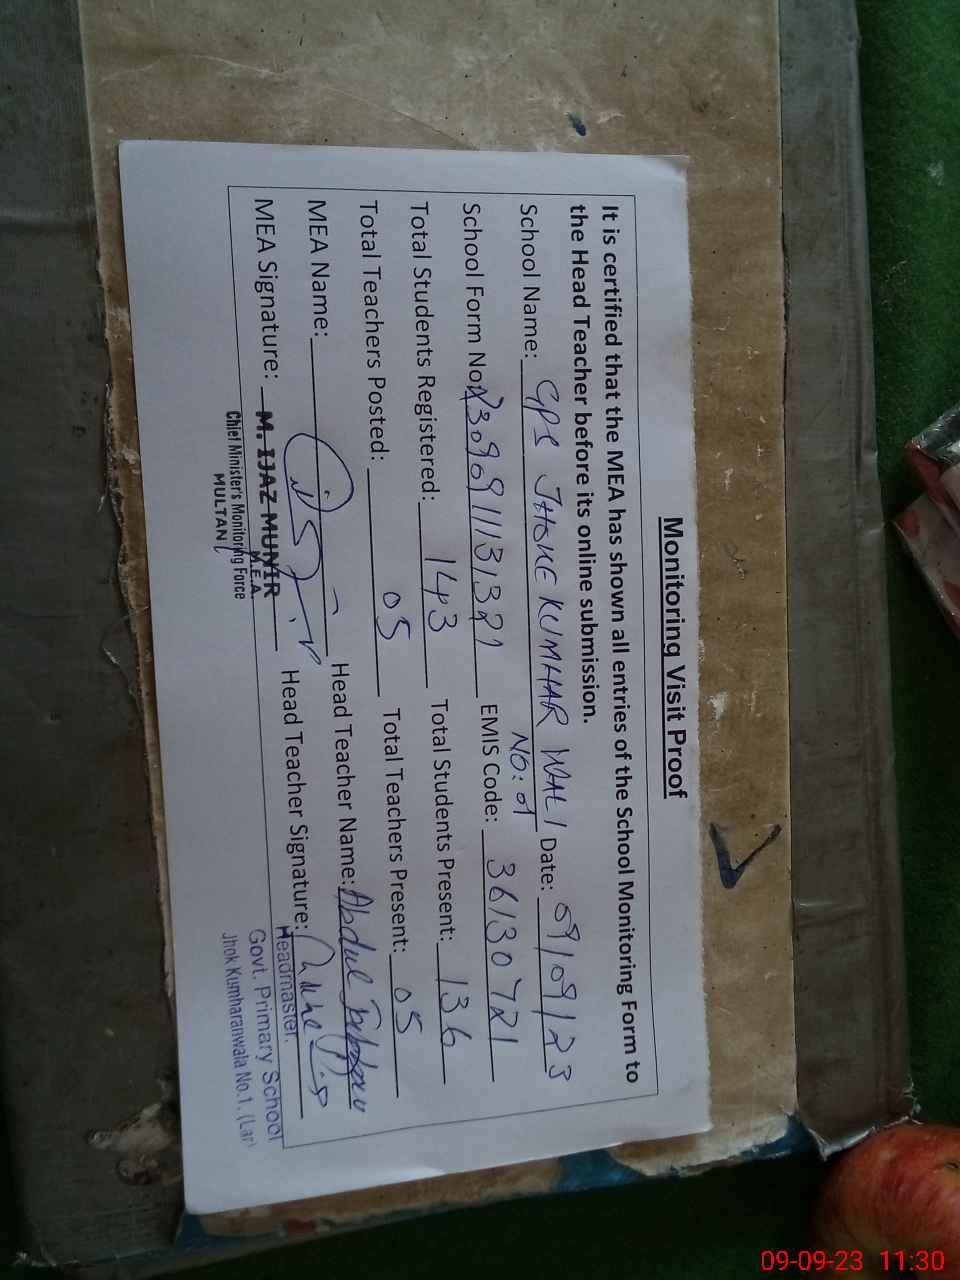 Monitoring Visit Proof
It is certified that the MEA has shown all entries of the School Monitoring Form to
the Head Teacher before its online submission.
School Name: GPS JHOKE KUMHAR WALI NO: 01 Date: 09/09/23
School Form No: 2309091131321 EMIS Code: 36130721
Total Students Registered: 143 Total Students Present: 136
Total Teachers Posted: 05 Total Teachers Present: 05
MEA Name: Head Teacher Name: Abdul
MEA Signature: Head Teacher Signature:
M. IJAZ MUNIR
M.E.A.
Chief Minister's Monitoring Force
MULTAN
Headmaster.
Govt. Primary School
Jhok Kumharanwala No.1. (Lar)
09-09-23 11:30